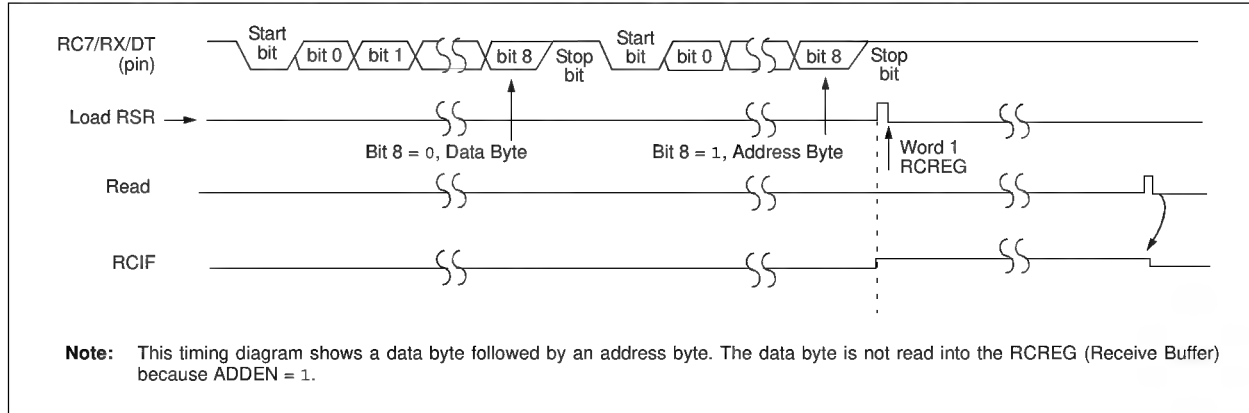 RC7/RX/DT
(pin)
Start
bit
bit 0
bit 1
bit 8
Stop
bit
Start
bit
bit 0
bit 8
Stop
bit
Load RSR
Bit 8 = 0, Data Byte
Bit 8 = 1, Address Byte
Word 1
RCREG
Read
RCIF
Note: This timing diagram shows a data byte followed by an address byte. The data byte is not read into the RCREG (Receive Buffer)
because ADDEN = 1.